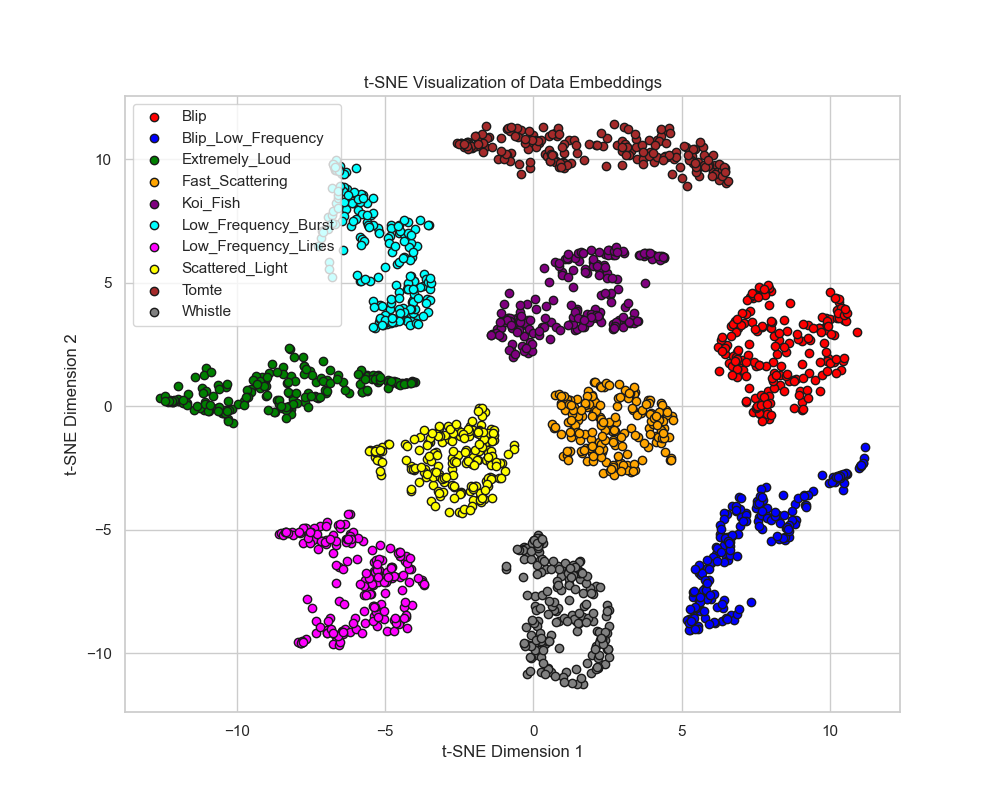 t-SNE Visualization of Data Embeddings
Blip
Blip_Low_Frequency
Extremely_Loud
Fast_Scattering
Koi_Fish
Low_Frequency_Burst
Low_Frequency_Lines
Scattered_Light
Tomte
Whistle
10
5
0
−5
−10
t-SNE Dimension 2
−10
−5
0
5
10
t-SNE Dimension 1